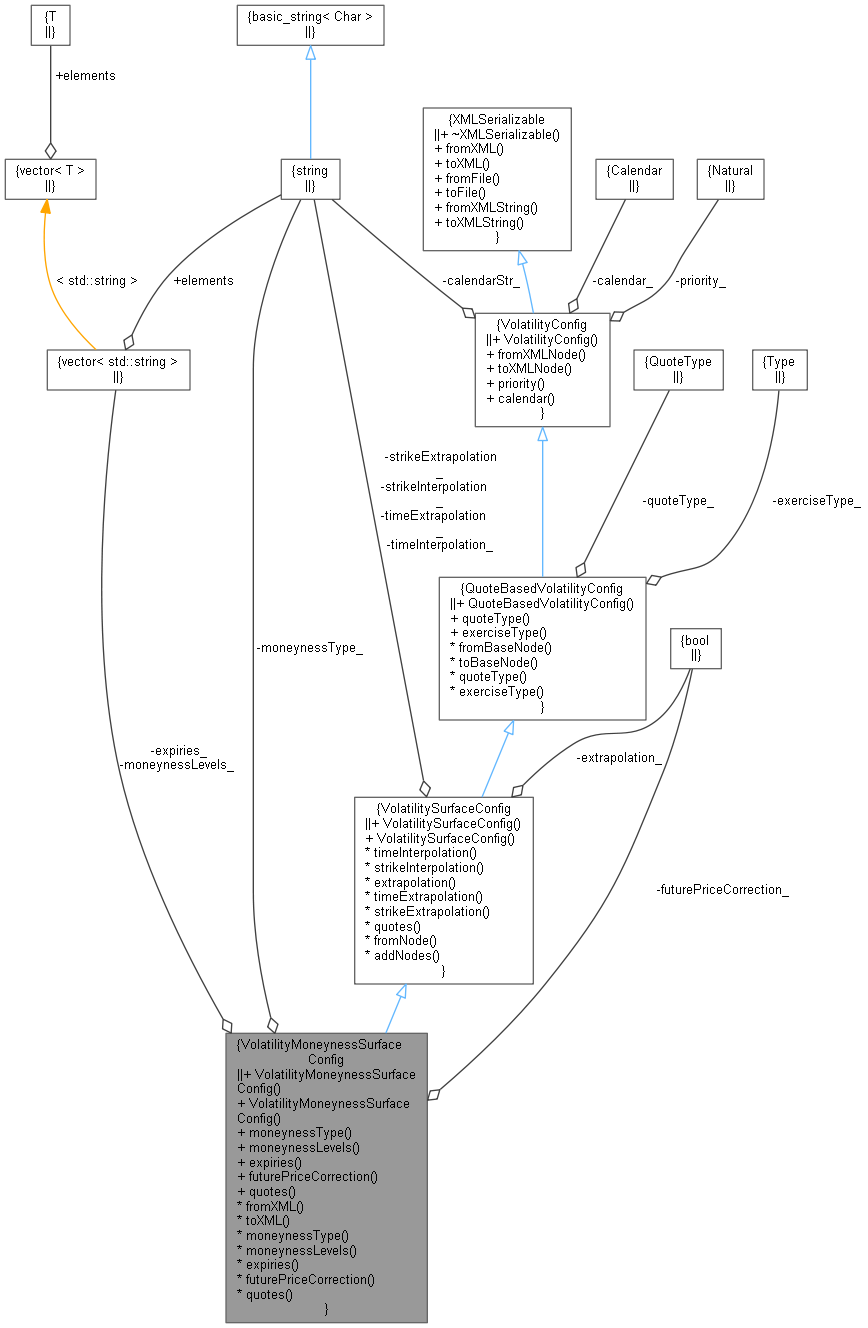 {T
||}
{basic_string< Char >
||}
+elements
{XMLSerializable
||+ ~XMLSerializable()
+ fromXML()
+ toXML()
+ fromFile()
+ toFile()
+ fromXMLString()
+ toXMLString()
}
{vector< T >
||}
{string
||}
{Calendar
||}
{Natural
||}
< std::string >
+elements
-calendarStr_
-calendar_
-priority_
{VolatilityConfig
||+ VolatilityConfig()
+ fromXMLNode()
+ toXMLNode()
+ priority()
+ calendar()
}
{vector< std::string >
||}
{QuoteType
||}
{Type
||}
-strikeExtrapolation
_
-strikeInterpolation
_
-timeExtrapolation
_
-timeInterpolation_
-quoteType_
-exerciseType_
{QuoteBasedVolatilityConfig
||+ QuoteBasedVolatilityConfig()
+ quoteType()
+ exerciseType()
* fromBaseNode()
* toBaseNode()
* quoteType()
* exerciseType()
}
{bool
||}
-moneynessType_
-expiries_
-moneynessLevels_
-extrapolation_
{VolatilitySurfaceConfig
||+ VolatilitySurfaceConfig()
+ VolatilitySurfaceConfig()
* timeInterpolation()
* strikeInterpolation()
* extrapolation()
* timeExtrapolation()
* strikeExtrapolation()
* quotes()
* fromNode()
* addNodes()
}
-futurePriceCorrection_
{VolatilityMoneynessSurface
Config
||+ VolatilityMoneynessSurface
Config()
+ VolatilityMoneynessSurface
Config()
+ moneynessType()
+ moneynessLevels()
+ expiries()
+ futurePriceCorrection()
+ quotes()
* fromXML()
* toXML()
* moneynessType()
* moneynessLevels()
* expiries()
* futurePriceCorrection()
* quotes()
}